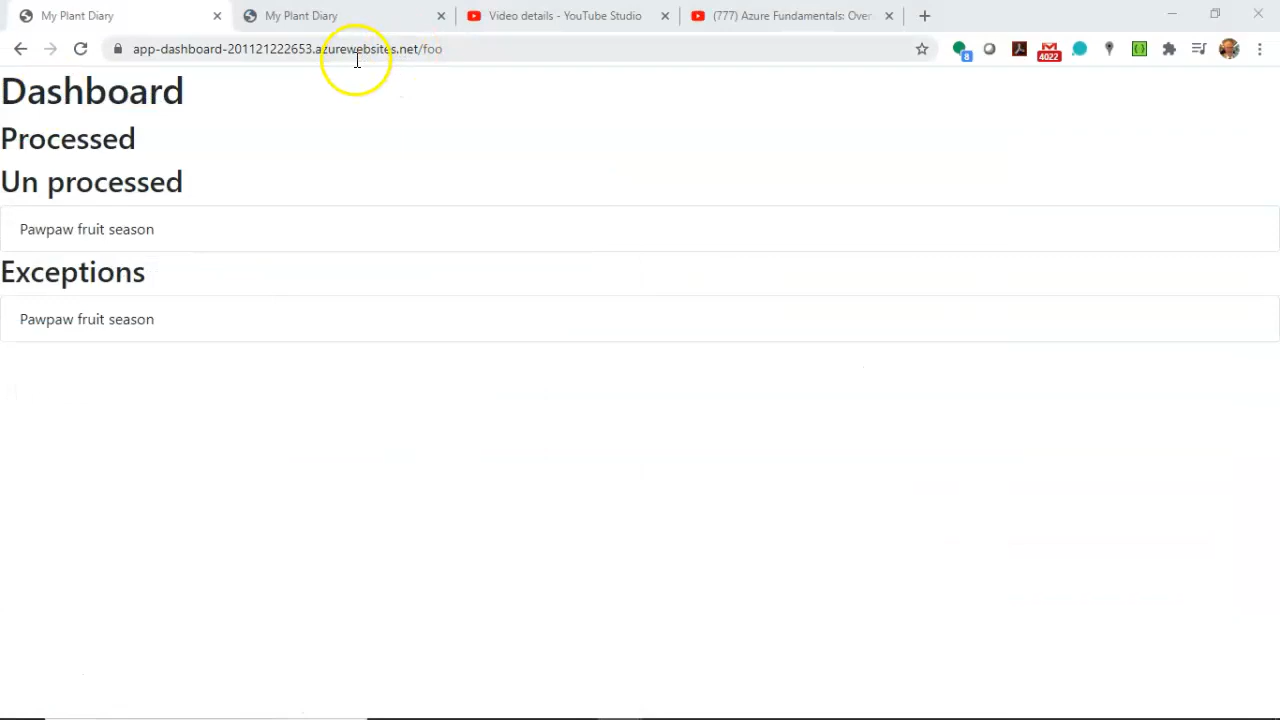 My Plant Diary
My Plant Diary
Video details - YouTube Studio
(777) Azure Fundamentals: Over
app-dashboard-201121222653.azurewebsites.net/foo
8
4022
Dashboard
Processed
Un processed
Pawpaw fruit season
Exceptions
Pawpaw fruit season